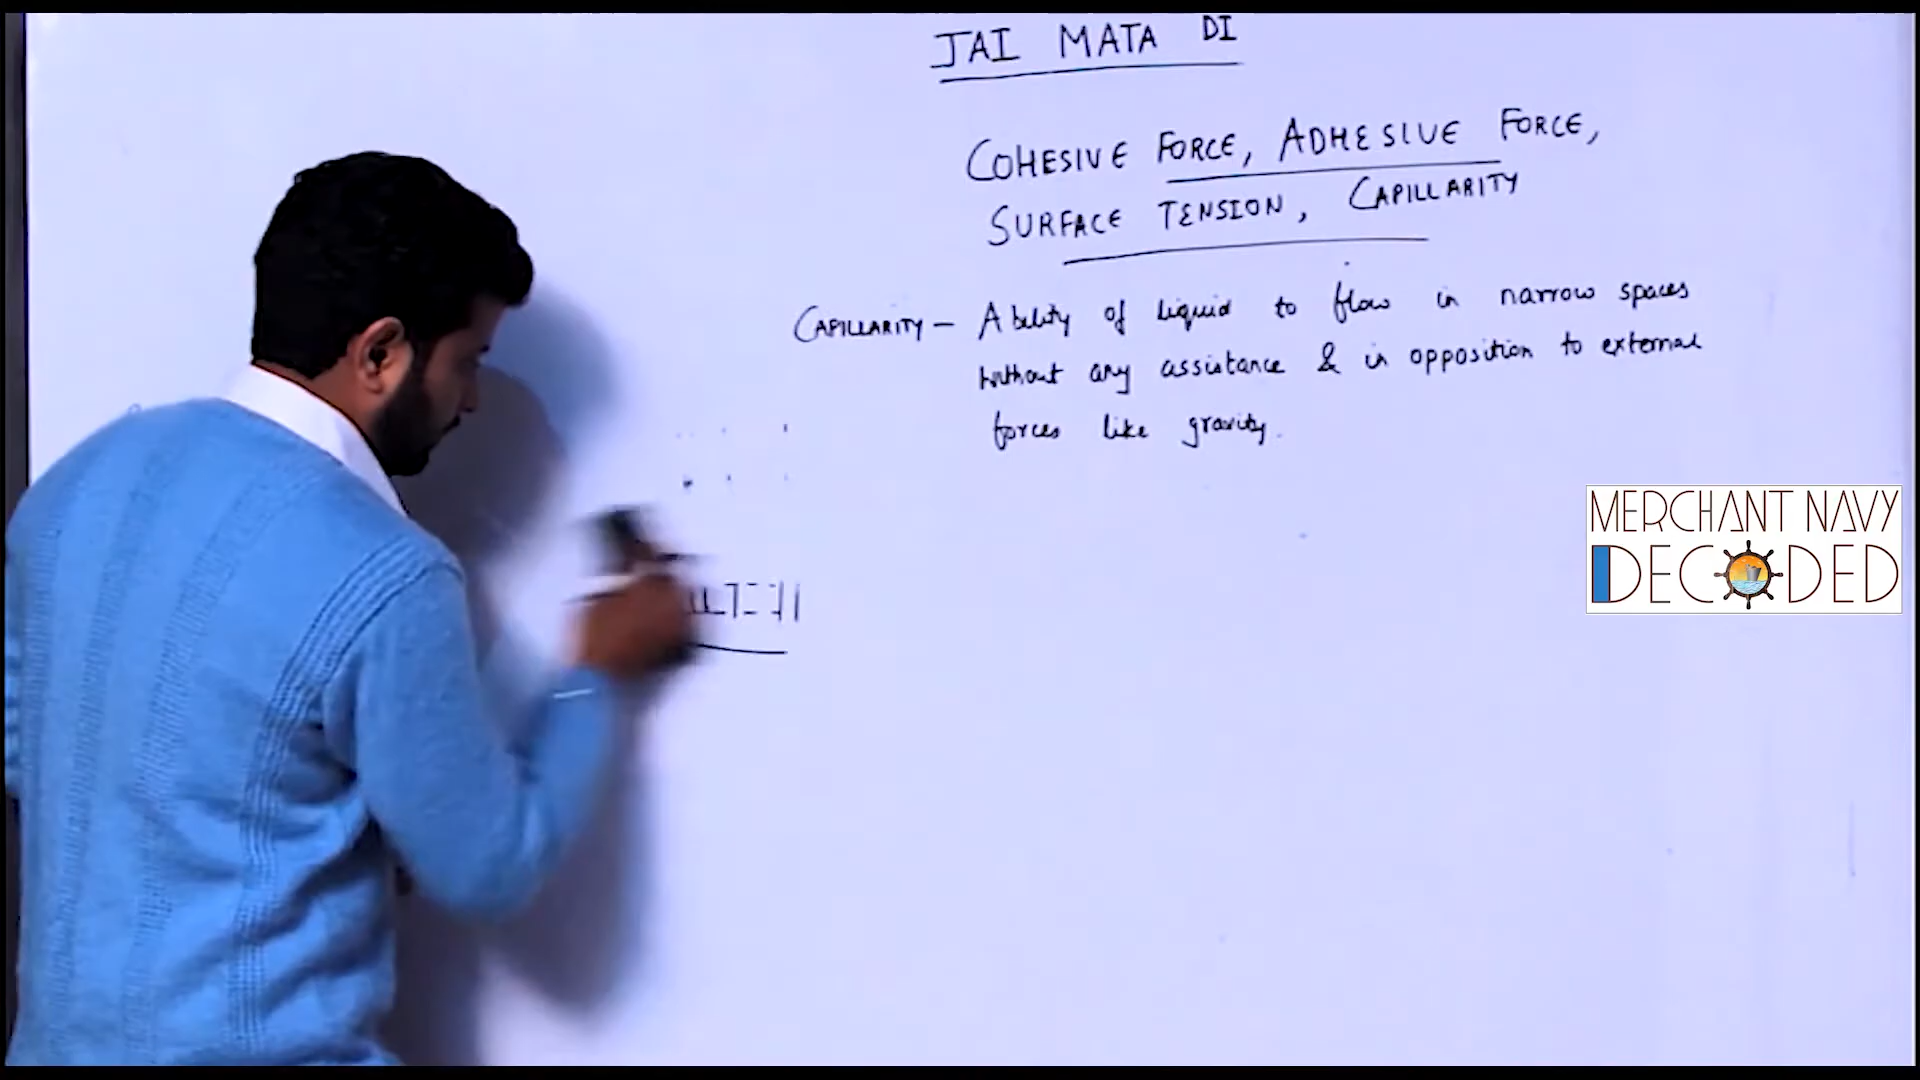 JAI MATA DI
COHESIVE FORCE, ADHESIVE FORCE,
SURFACE TENSION, CAPILLARITY
CAPILLARITY – Ability of liquid to flow in narrow spaces
without any assistance & in opposition to external
forces like gravity.
MERCHANT NAVY
DECODED